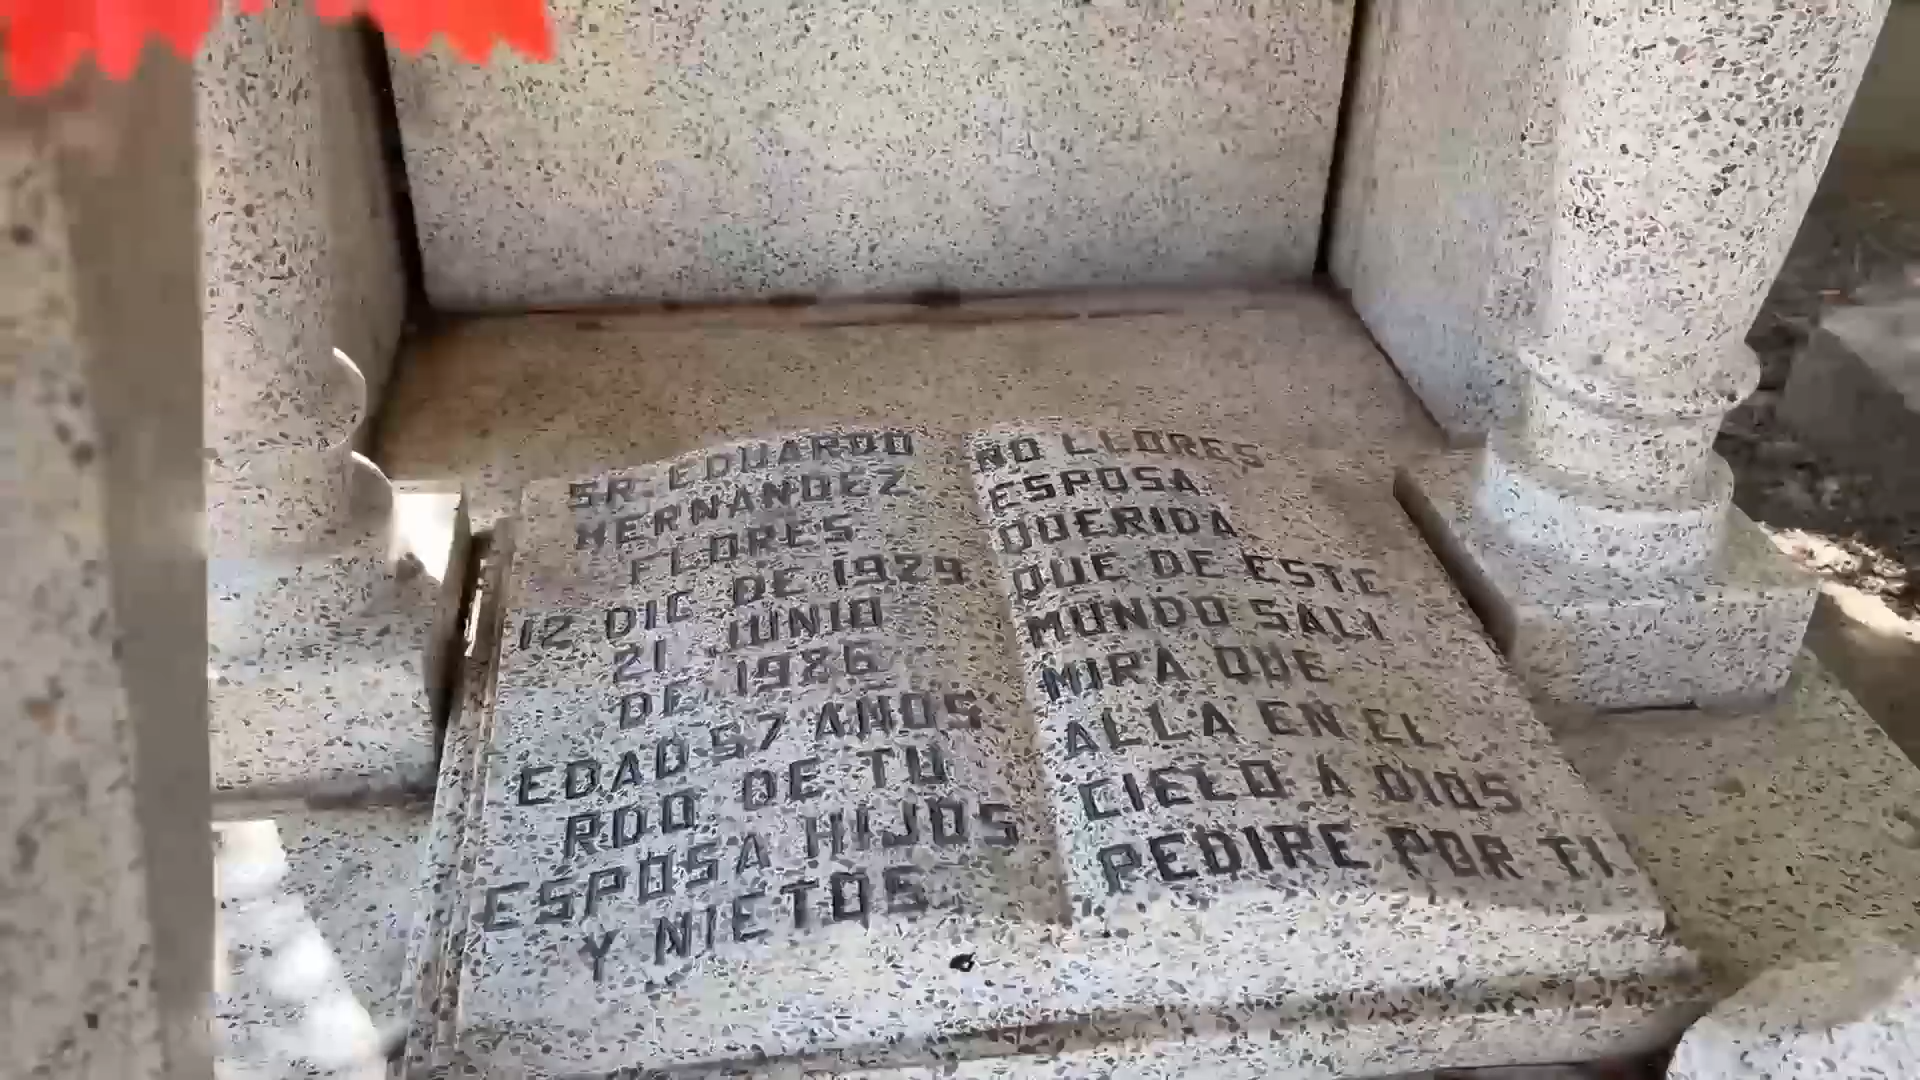 SR. EDUARDO
HERNANDEZ
FLORES
12 DIC DE 1929
21 JUNIO
DE 1986
EDAD 57 AÑOS
RDO DE TU
ESPOSA HIJOS
Y NIETOS
NO LLORES
ESPOSA
QUERIDA
QUE DE ESTE
MUNDO SALI
MIRA QUE
ALLA EN EL
CIELO A DIOS
PEDIRE POR TI